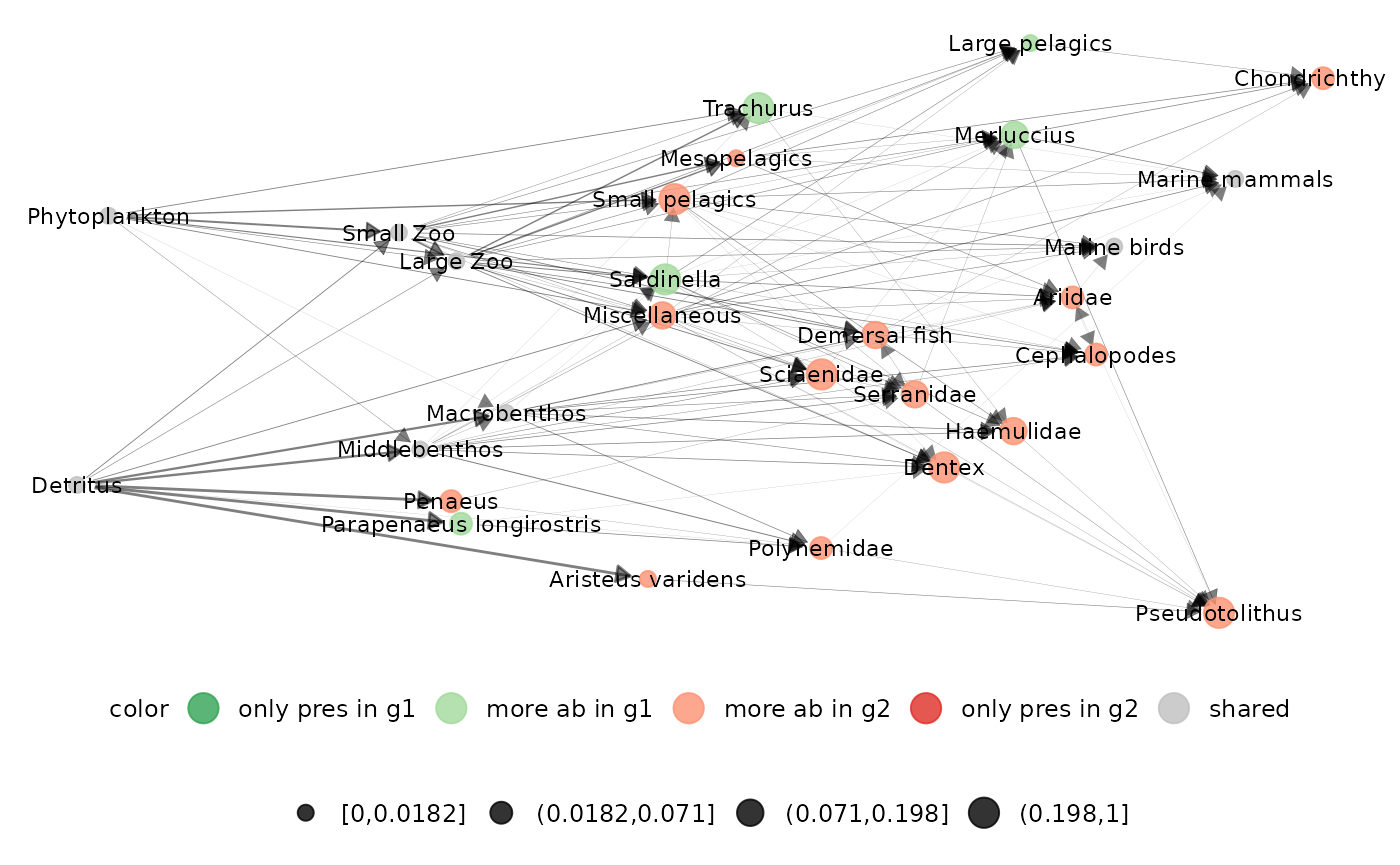 Large pelagics
Chondrichthy
Trachurus
Merluccius
Mesopelagics
Marine mammals
Small pelagics
Phytoplankton
Small Zoo
Marine birds
Large Zoo
Sardinella
Ariidae
Miscellaneous
Demersal fish
Cephalopodes
Sciaenidae
Serranidae
Macrobenthos
Haemulidae
Middlebenthos
Dentex
Detritus
Penaeus
Parapenaeus longirostris
Polynemidae
Aristeus varidens
Pseudotolithus
color only pres in g1 more ab in g1 more ab in g2 only pres in g2 shared
[0,0.0182] (0.0182,0.071] (0.071,0.198] (0.198,1]